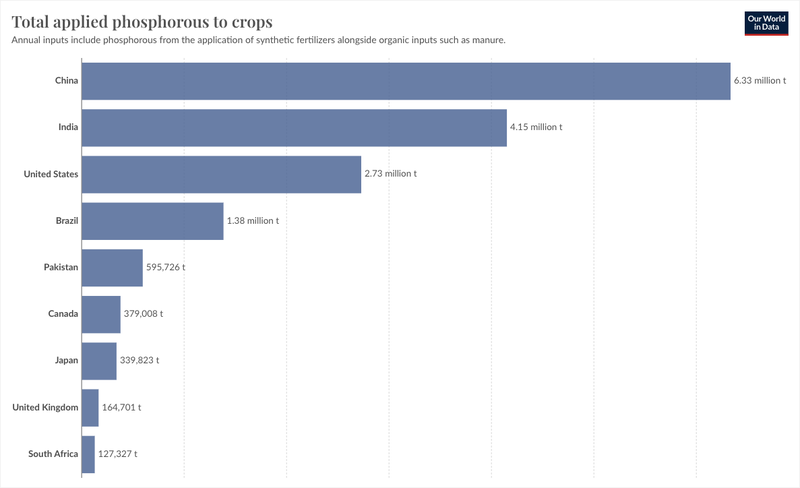 Total applied phosphorous to crops
Annual inputs include phosphorous from the application of synthetic fertilizers alongside organic inputs such as manure.
Our World
in Data
China
6.33 million t
India
4.15 million t
United States
2.73 million t
Brazil
1.38 million t
Pakistan
595,726 t
Canada
379,008 t
Japan
339,823 t
United Kingdom
164,701 t
South Africa
127,327 t